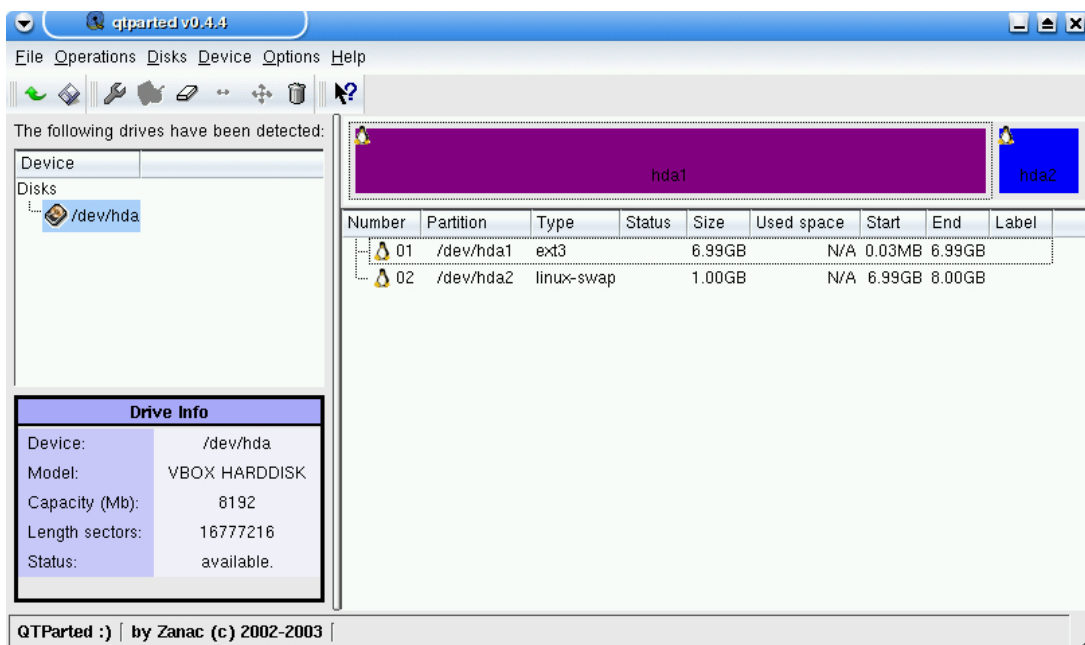 qtparted v0.4.4
File Operations Disks Device Options Help
The following drives have been detected:
Device
Disks
/dev/hda
hda1
hda2
Number Partition Type Status Size Used space Start End Label
01 /dev/hda1 ext3 6.99GB N/A 0.03MB 6.99GB
02 /dev/hda2 linux-swap 1.00GB N/A 6.99GB 8.00GB
Drive Info
Device: /dev/hda
Model: VBOX HARDDISK
Capacity (Mb): 8192
Length sectors: 16777216
Status: available.
QTParted :) by Zanac (c) 2002-2003